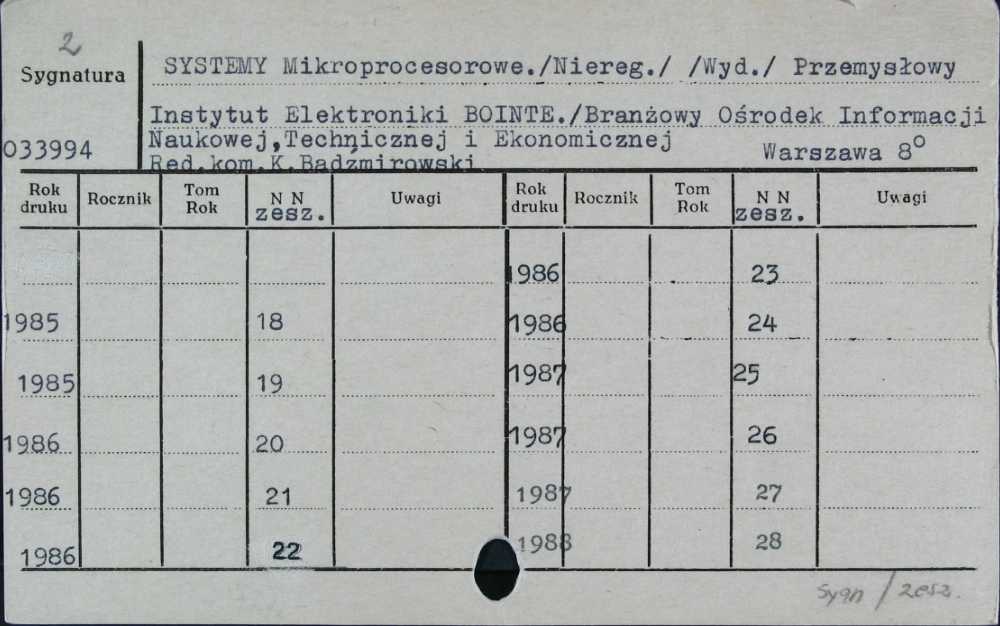 2
Sygnatura
SYSTEMY Mikroprocesorowe./Niereg./ /Wyd./ Przemysłowy
Instytut Elektroniki BOINTE./Branżowy Ośrodek Informacji
033994
Naukowej,Technicznej i Ekonomicznej
Warszawa 8°
Red.kom.K.Badźmirowski
Rok druku Rocznik Tom Rok N N zesz. Uwagi Rok druku Rocznik Tom Rok N N zesz. Uwagi
1986 23
1985 18 1986 24
1985 19 1987 25
1986 20 1987 26
1986 21 1987 27
1986 22 1988 28
Sygn / zesz.